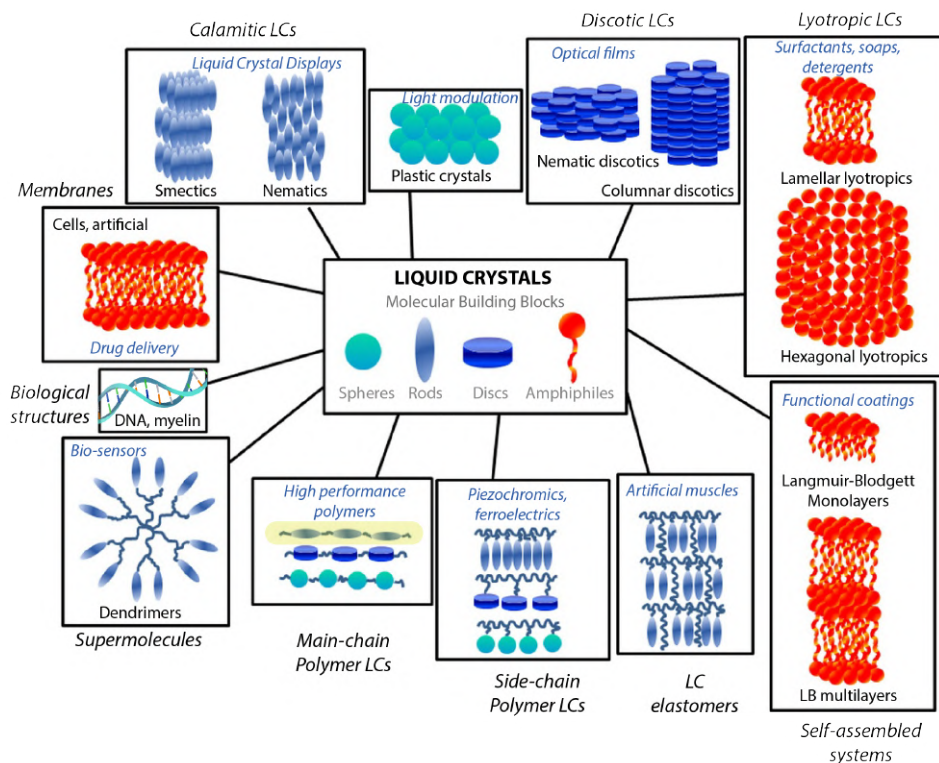 Calamitic LCs
Liquid Crystal Displays
Smectics
Nematics
Light modulation
Plastic crystals
Discotic LCs
Optical films
Nematic discotics
Columnar discotics
Lyotropic LCs
Surfactants, soaps,
detergents
Lamellar lyotropics
Hexagonal lyotropics
Membranes
Cells, artificial
Drug delivery
LIQUID CRYSTALS
Molecular Building Blocks
Spheres
Rods
Discs
Amphiphiles
Biological
structures
DNA, myelin
Bio-sensors
Dendrimers
Supermolecules
High performance
polymers
Main-chain
Polymer LCs
Piezochromics,
ferroelectrics
Side-chain
Polymer LCs
Artificial muscles
LC
elastomers
Functional coatings
Langmuir-Blodgett
Monolayers
LB multilayers
Self-assembled
systems